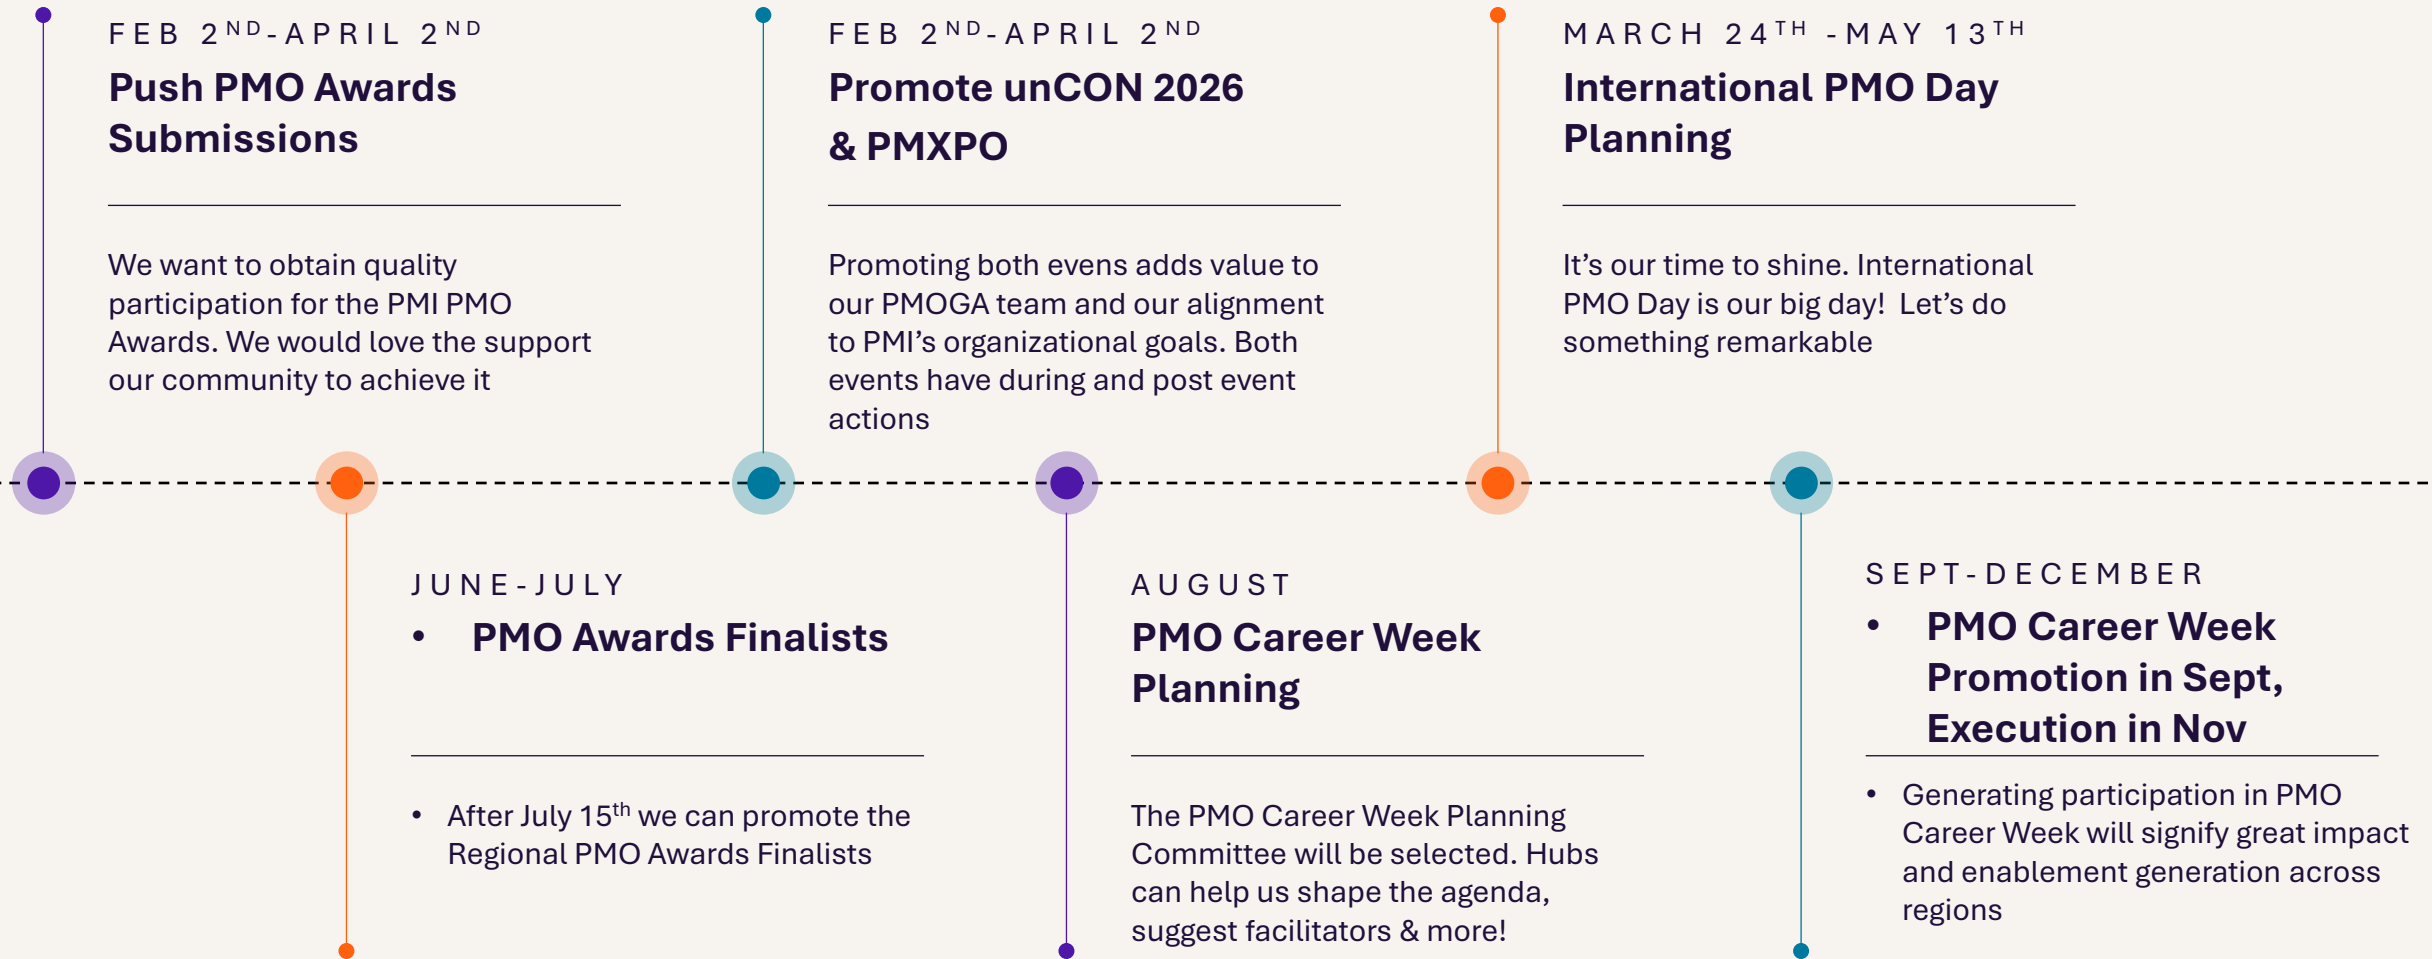 FEB 2ND-APRIL 2ND
Push PMO Awards
Submissions
We want to obtain quality
participation for the PMI PMO
Awards. We would love the support
our community to achieve it
FEB 2ND-APRIL 2ND
Promote unCON 2026
& PMXPO
Promoting both evens adds value to
our PMOGA team and our alignment
to PMI’s organizational goals. Both
events have during and post event
actions
MARCH 24TH -MAY 13TH
International PMO Day
Planning
It’s our time to shine. International
PMO Day is our big day!  Let’s do
something remarkable
JUNE-JULY
• PMO Awards Finalists
• After July 15th we can promote the
Regional PMO Awards Finalists
AUGUST
PMO Career Week
Planning
The PMO Career Week Planning
Committee will be selected. Hubs
can help us shape the agenda,
suggest facilitators & more!
SEPT-DECEMBER
• PMO Career Week
Promotion in Sept,
Execution in Nov
• Generating participation in PMO
Career Week will signify great impact
and enablement generation across
regions